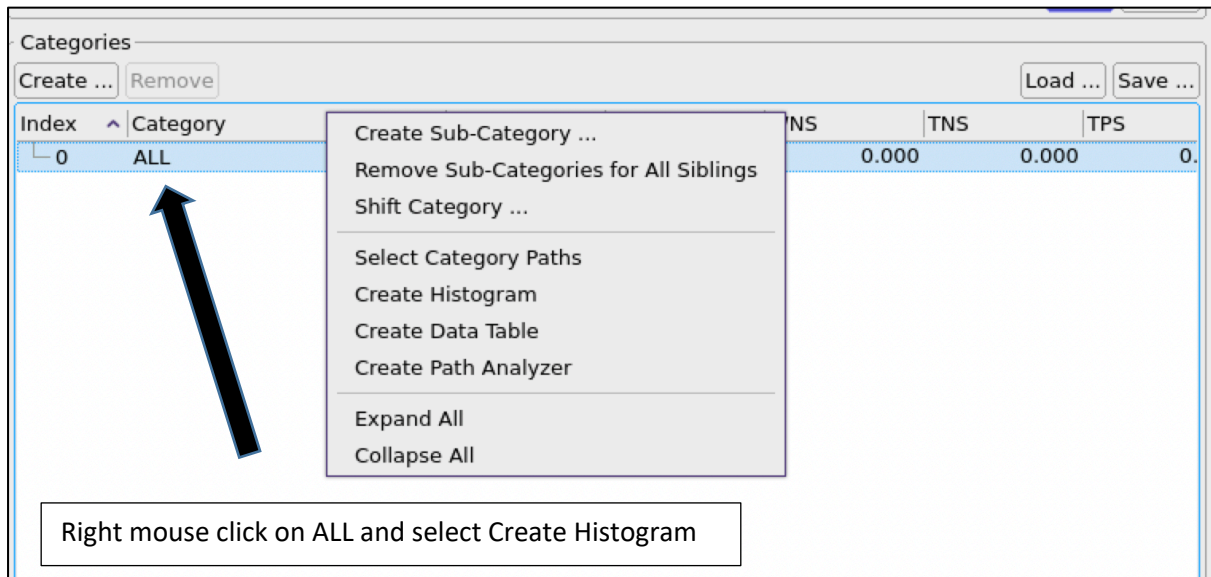 Categories
Create ... Remove Load ... Save ...
Index Category TNS TPS
0 ALL 0.000 0.000 0.
Create Sub-Category ...
Remove Sub-Categories for All Siblings
Shift Category ...
Select Category Paths
Create Histogram
Create Data Table
Create Path Analyzer
Expand All
Collapse All
Right mouse click on ALL and select Create Histogram